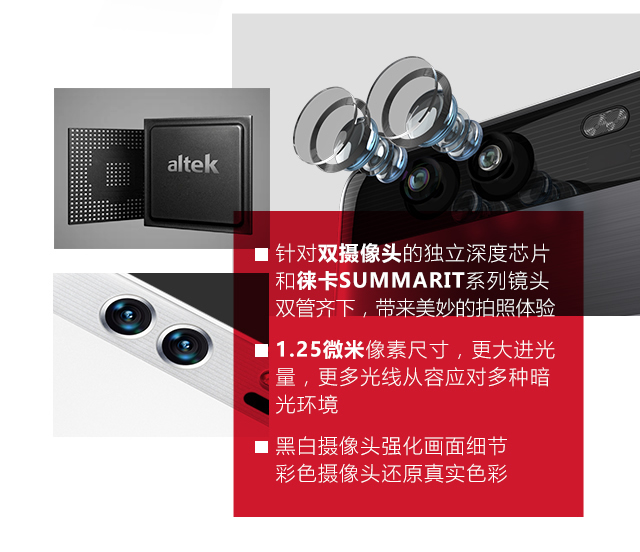 altek
针对双摄像头的独立深度芯片
和徕卡SUMMARIT系列镜头
双管齐下，带来美妙的拍照体验
1.25微米像素尺寸，更大进光
量，更多光线从容应对多种暗
光环境
黑白摄像头强化画面细节
彩色摄像头还原真实色彩